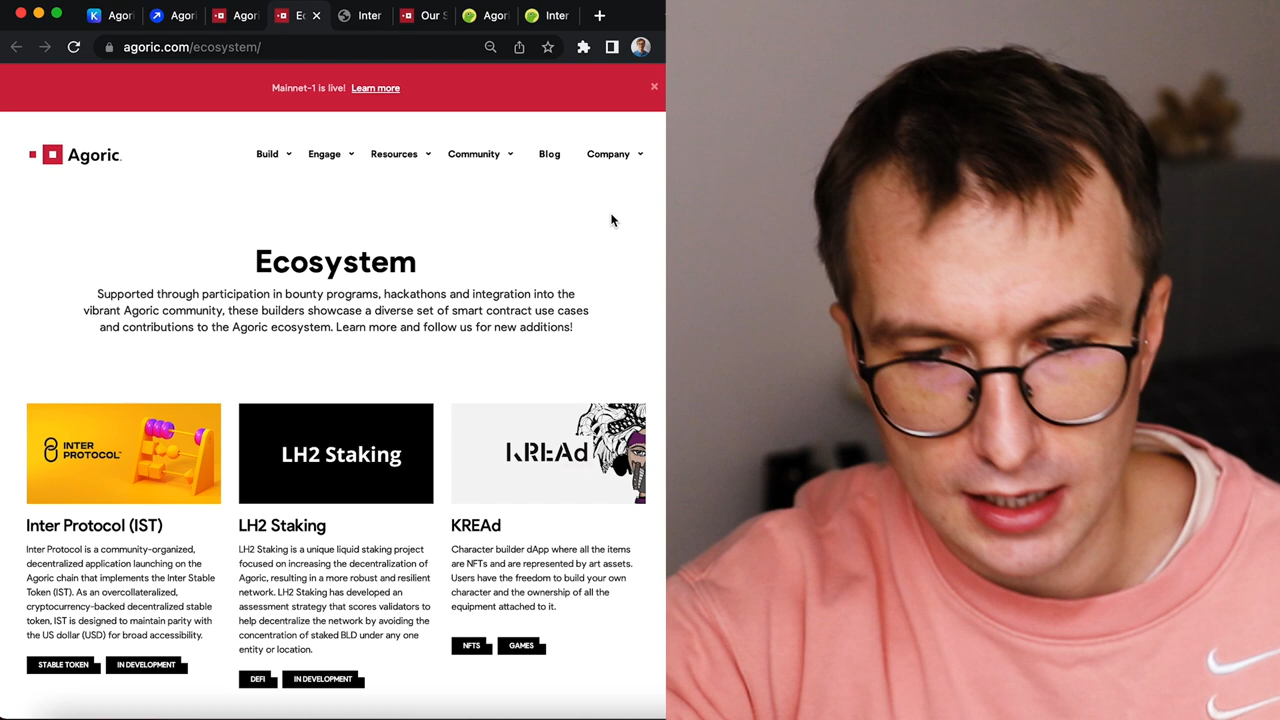 Agori
Agori
Agori
Ec
Inter
Our S
Agori
Inter
agoric.com/ecosystem/
Mainnet-1 is live! Learn more
Agoric
Build
Engage
Resources
Community
Blog
Company
Ecosystem
Supported through participation in bounty programs, hackathons and integration into the
vibrant Agoric community, these builders showcase a diverse set of smart contract use cases
and contributions to the Agoric ecosystem. Learn more and follow us for new additions!
INTER
PROTOCOL™
LH2 Staking
KREAd
Inter Protocol (IST)
Inter Protocol is a community-organized,
decentralized application launching on the
Agoric chain that implements the Inter Stable
Token (IST). As an overcollateralized,
cryptocurrency-backed decentralized stable
token, IST is designed to maintain parity with
the US dollar (USD) for broad accessibility.
STABLE TOKEN
IN DEVELOPMENT
LH2 Staking
LH2 Staking is a unique liquid staking project
focused on increasing the decentralization of
Agoric, resulting in a more robust and resilient
network. LH2 Staking has developed an
assessment strategy that scores validators to
help decentralize the network by avoiding the
concentration of staked BLD under any one
entity or location.
DEFI
IN DEVELOPMENT
KREAd
Character builder dApp where all the items
are NFTs and are represented by art assets.
Users have the freedom to build your own
character and the ownership of all the
equipment attached to it.
NFTS
GAMES